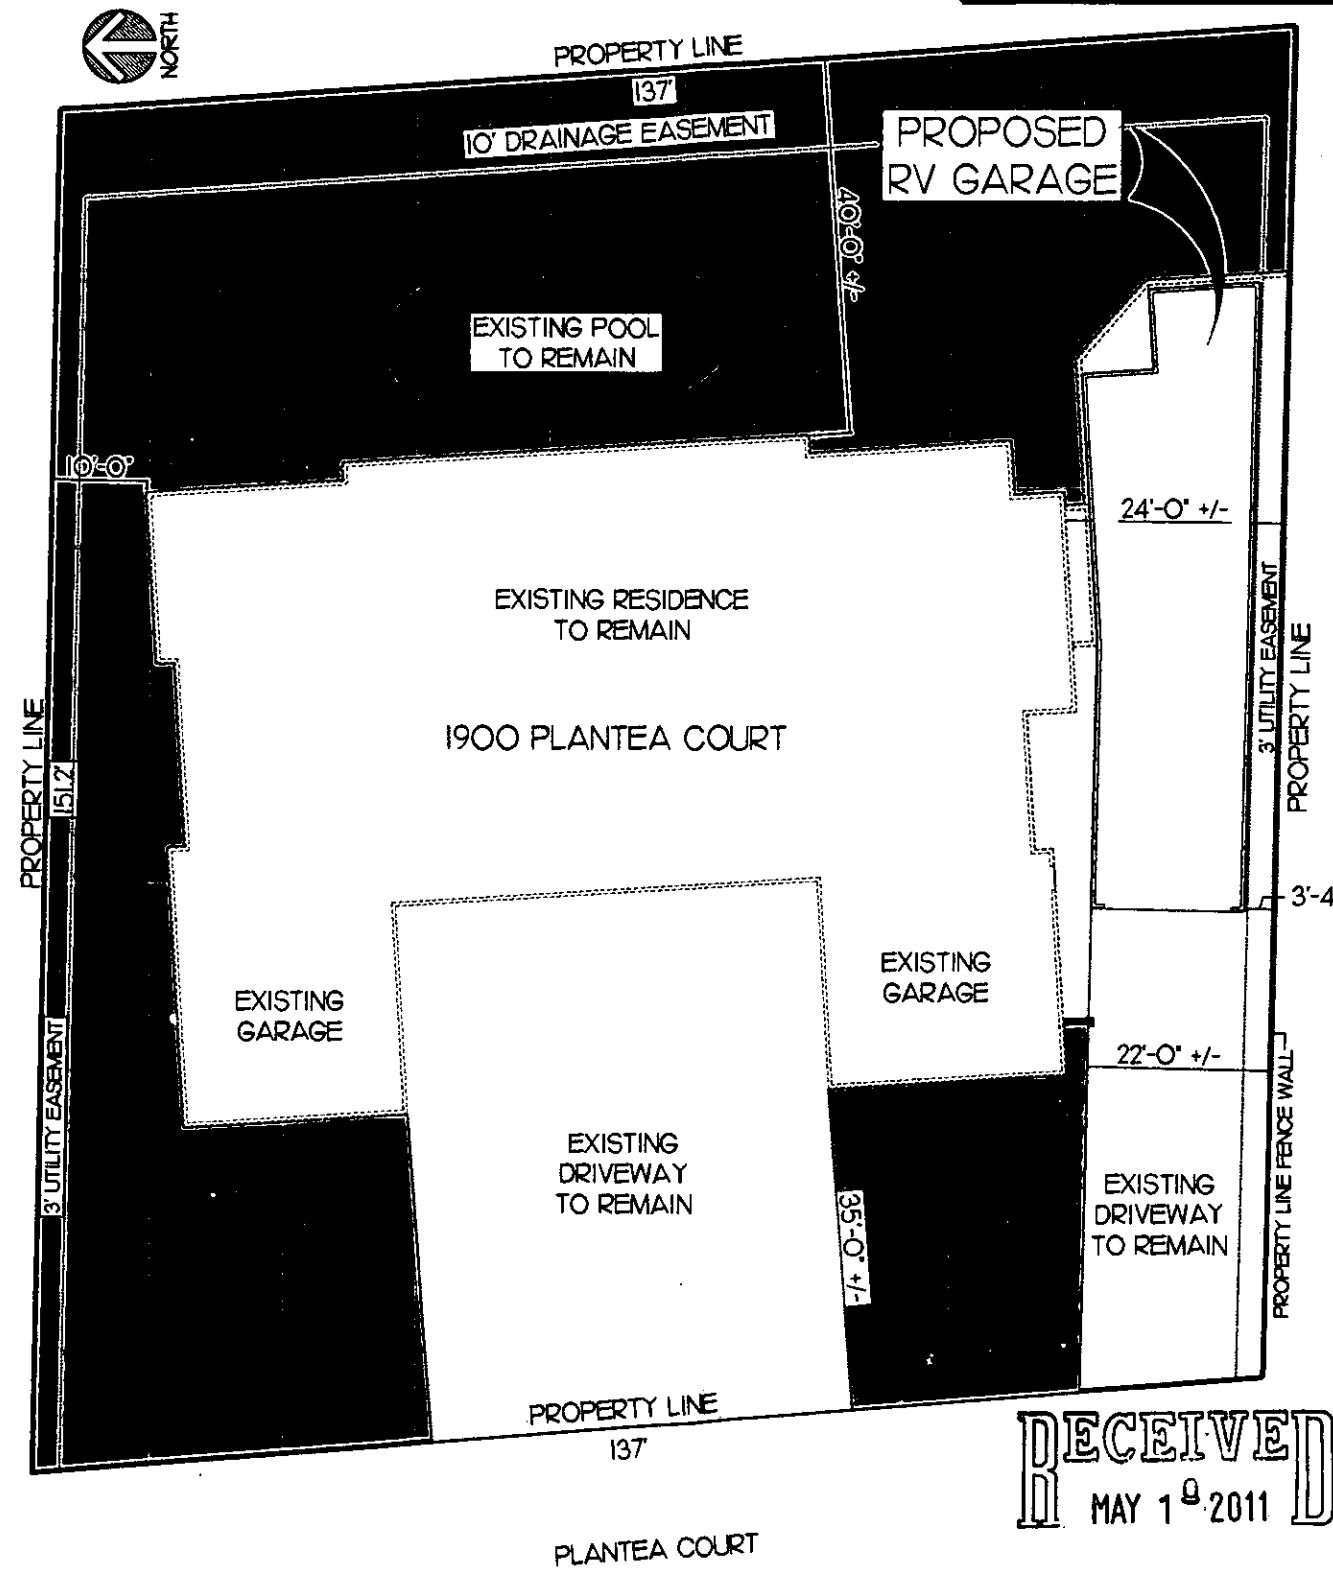 NORTH
PROPERTY LINE
137'
10' DRAINAGE EASEMENT
PROPOSED
RV GARAGE
40'-0" +/-
EXISTING POOL
TO REMAIN
10'-0"
24'-0" +/-
EXISTING RESIDENCE
TO REMAIN
3' UTILITY EASEMENT
PROPERTY LINE
1900 PLANTEA COURT
PROPERTY LINE
151.2'
3'-4
EXISTING
GARAGE
EXISTING
GARAGE
3' UTILITY EASEMENT
22'-0" +/-
PROPERTY LINE FENCE WALL
EXISTING
DRIVEWAY
TO REMAIN
35'-0" +/-
EXISTING
DRIVEWAY
TO REMAIN
PROPERTY LINE
137'
RECEIVED
MAY 1 2011
PLANTEA COURT